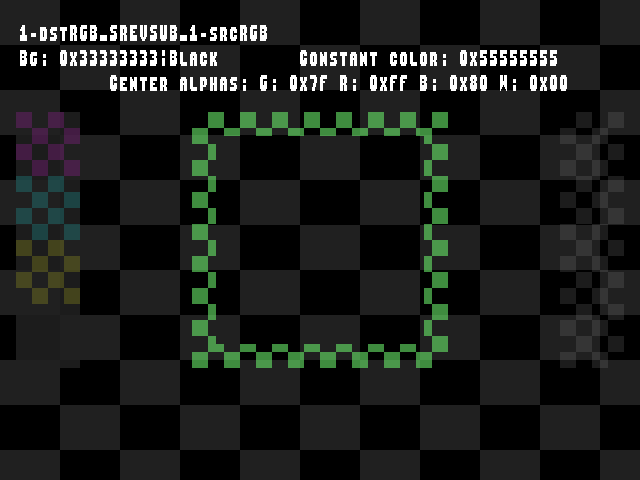 1-dstRGB_SREVSUB_1-srcRGB
Bg: 0x33333333;Black Constant color: 0x55555555
Center alphas: G: 0x7F R: 0xFF B: 0x80 W: 0x00